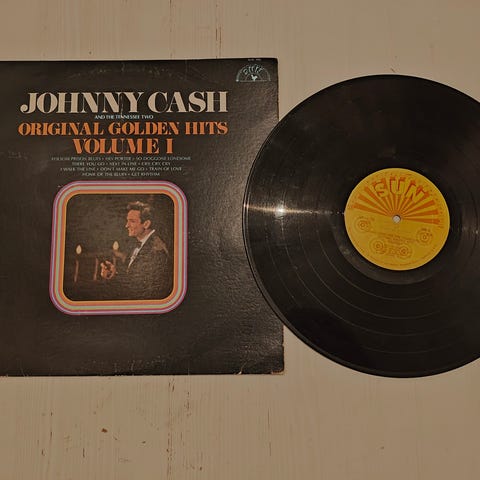 SUN
JOHNNY CASH
AND THE TENNESSEE TWO
ORIGINAL GOLDEN HITS
VOLUME I
FOLSOM PRISON BLUES • HEY PORTER • SO DOGGONE LONESOME
THERE YOU GO • NEXT IN LINE • CRY, CRY, CRY
I WALK THE LINE • DON'T MAKE ME GO • TRAIN OF LOVE
HOME OF THE BLUES • GET RHYTHM
SUN